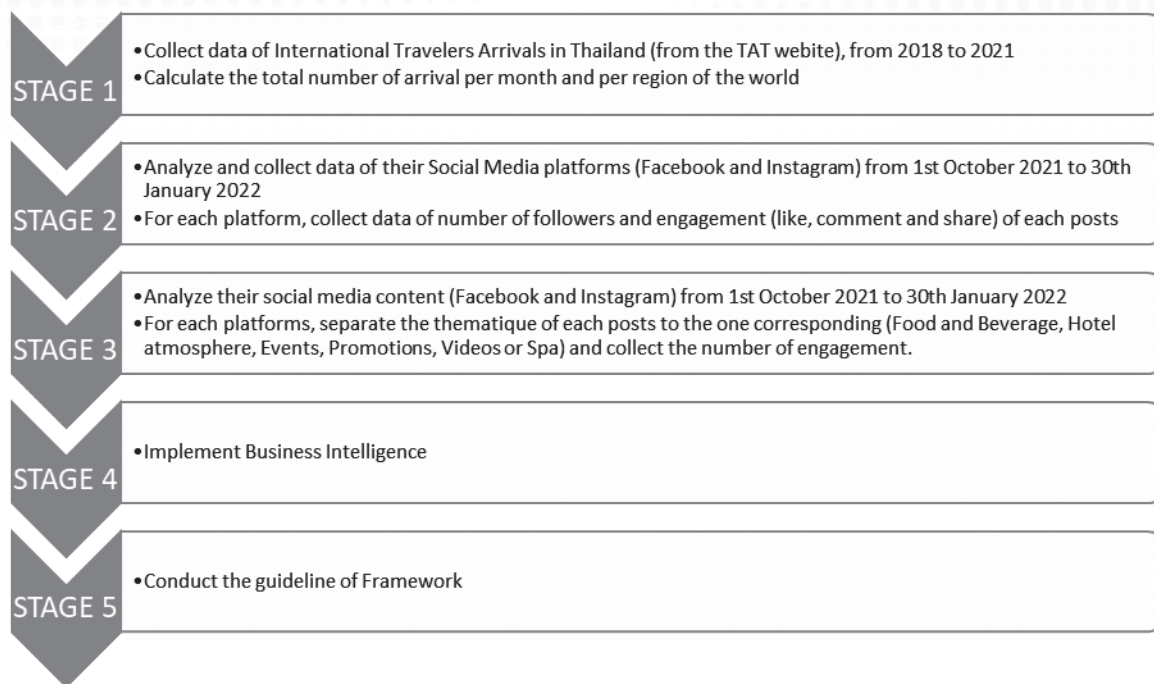 STAGE 1
•Collect data of International Travelers Arrivals in Thailand (from the TAT webite), from 2018 to 2021
•Calculate the total number of arrival per month and per region of the world
STAGE 2
•Analyze and collect data of their Social Media platforms (Facebook and Instagram) from 1st October 2021 to 30th
January 2022
•For each platform, collect data of number of followers and engagement (like, comment and share) of each posts
STAGE 3
•Analyze their social media content (Facebook and Instagram) from 1st October 2021 to 30th January 2022
•For each platforms, separate the thematique of each posts to the one corresponding (Food and Beverage, Hotel
atmosphere, Events, Promotions, Videos or Spa) and collect the number of engagement.
STAGE 4
•Implement Business Intelligence
STAGE 5
•Conduct the guideline of Framework